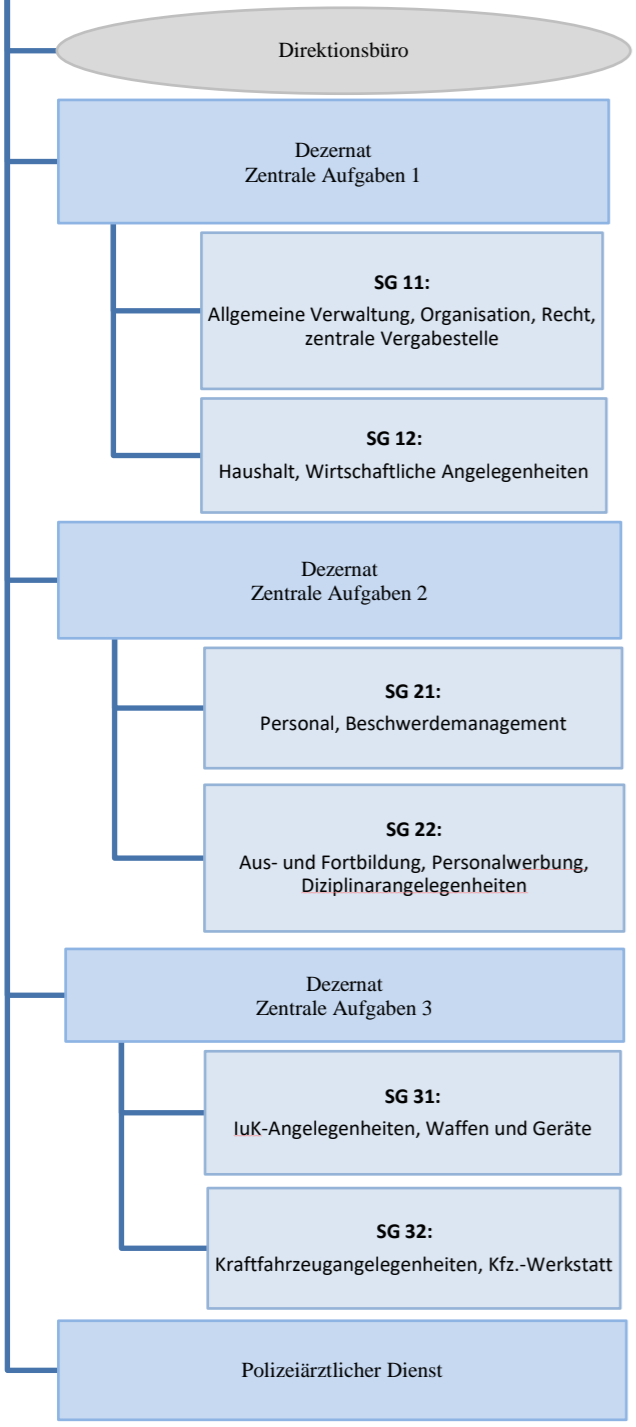 Direktionsbüro
Dezernat
Zentrale Aufgaben 1
SG 11:
Allgemeine Verwaltung, Organisation, Recht,
zentrale Vergabestelle
SG 12:
Haushalt, Wirtschaftliche Angelegenheiten
Dezernat
Zentrale Aufgaben 2
SG 21:
Personal, Beschwerdemanagement
SG 22:
Aus- und Fortbildung, Personalwerbung,
Diziplinarangelegenheiten
Dezernat
Zentrale Aufgaben 3
SG 31:
IuK-Angelegenheiten, Waffen und Geräte
SG 32:
Kraftfahrzeugangelegenheiten, Kfz.-Werkstatt
Polizeiärztlicher Dienst